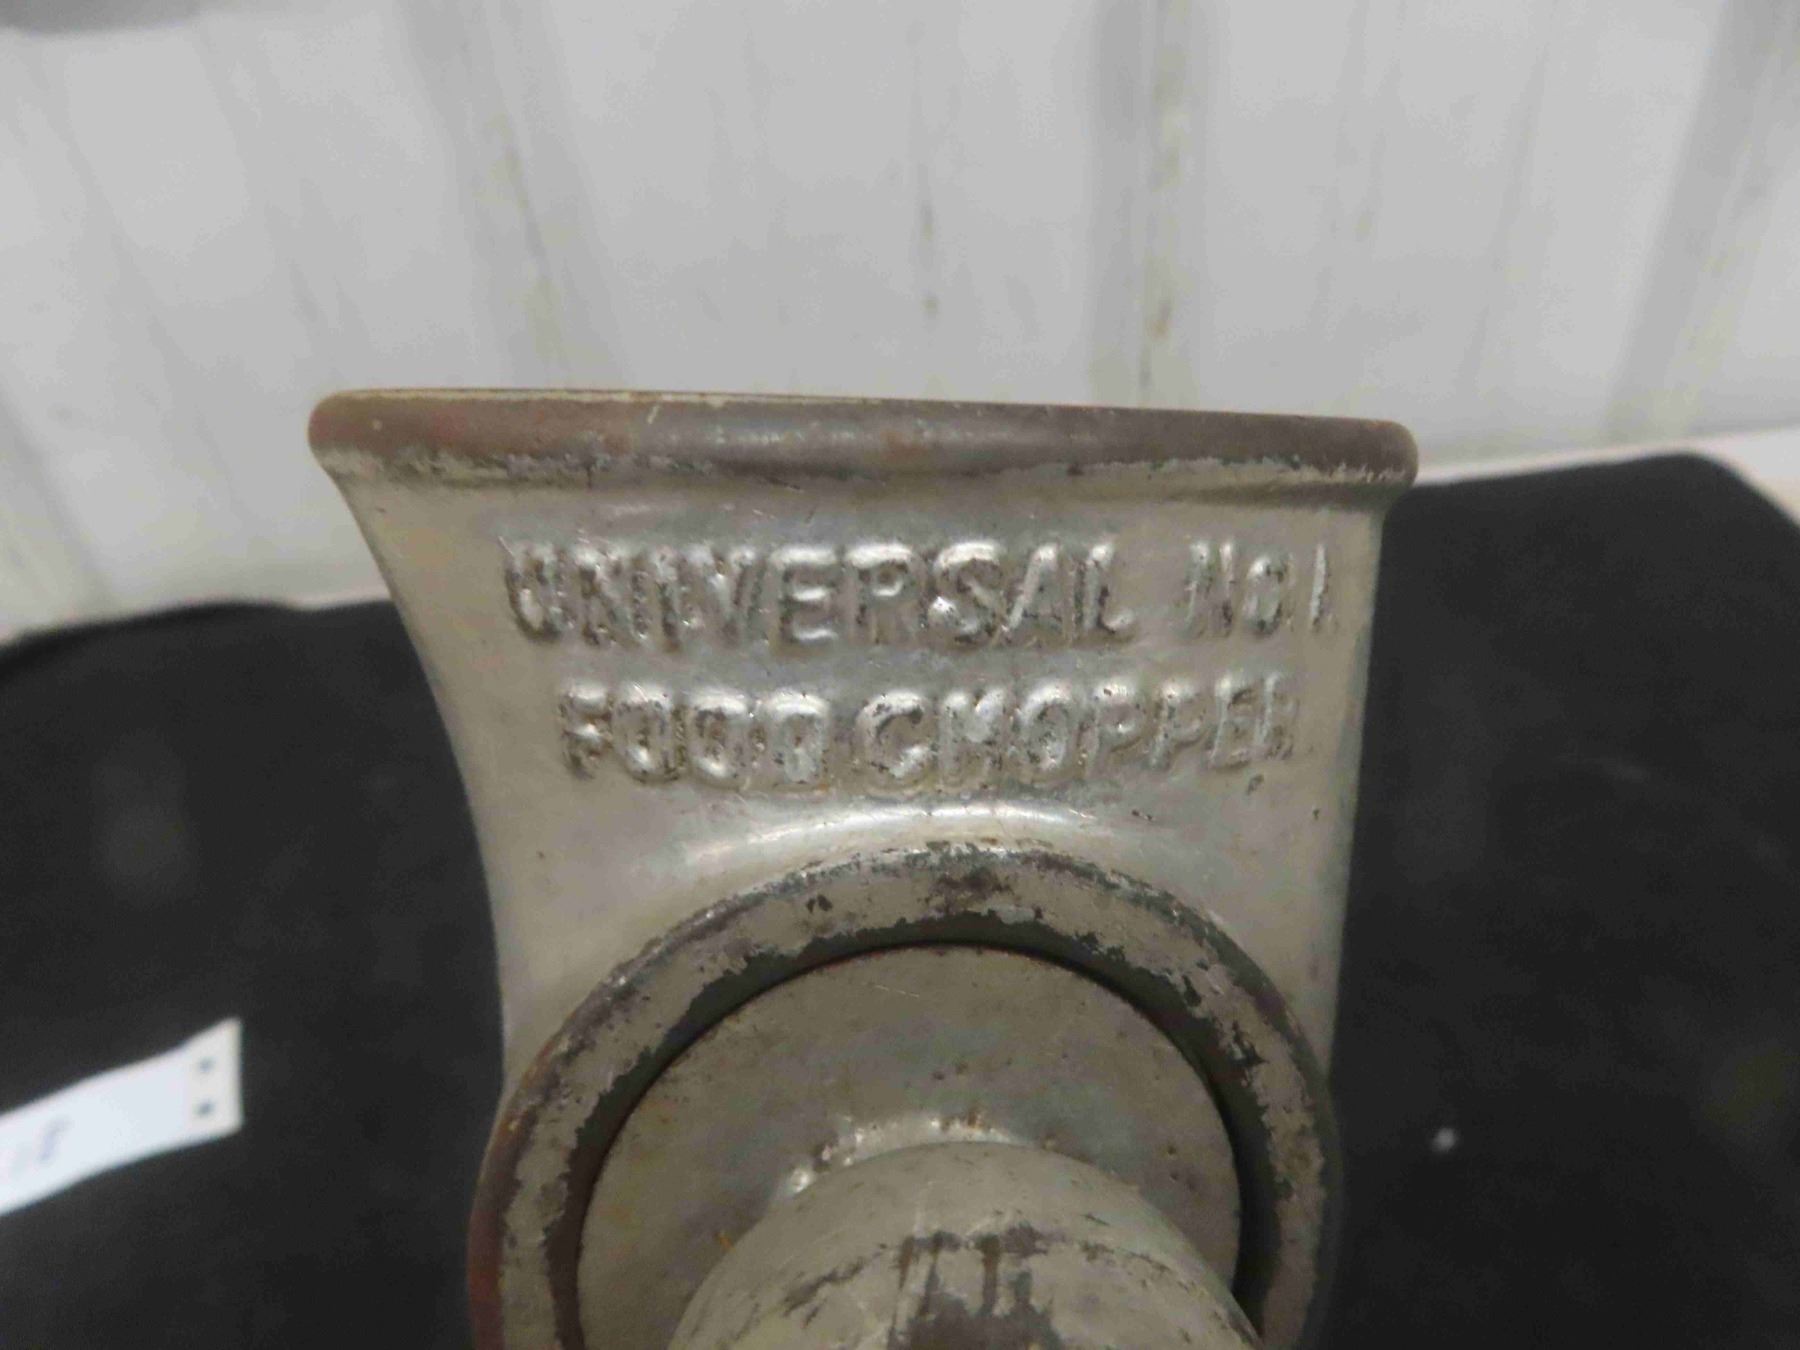 UNIVERSAL No 1.
FOOD CHOPPER